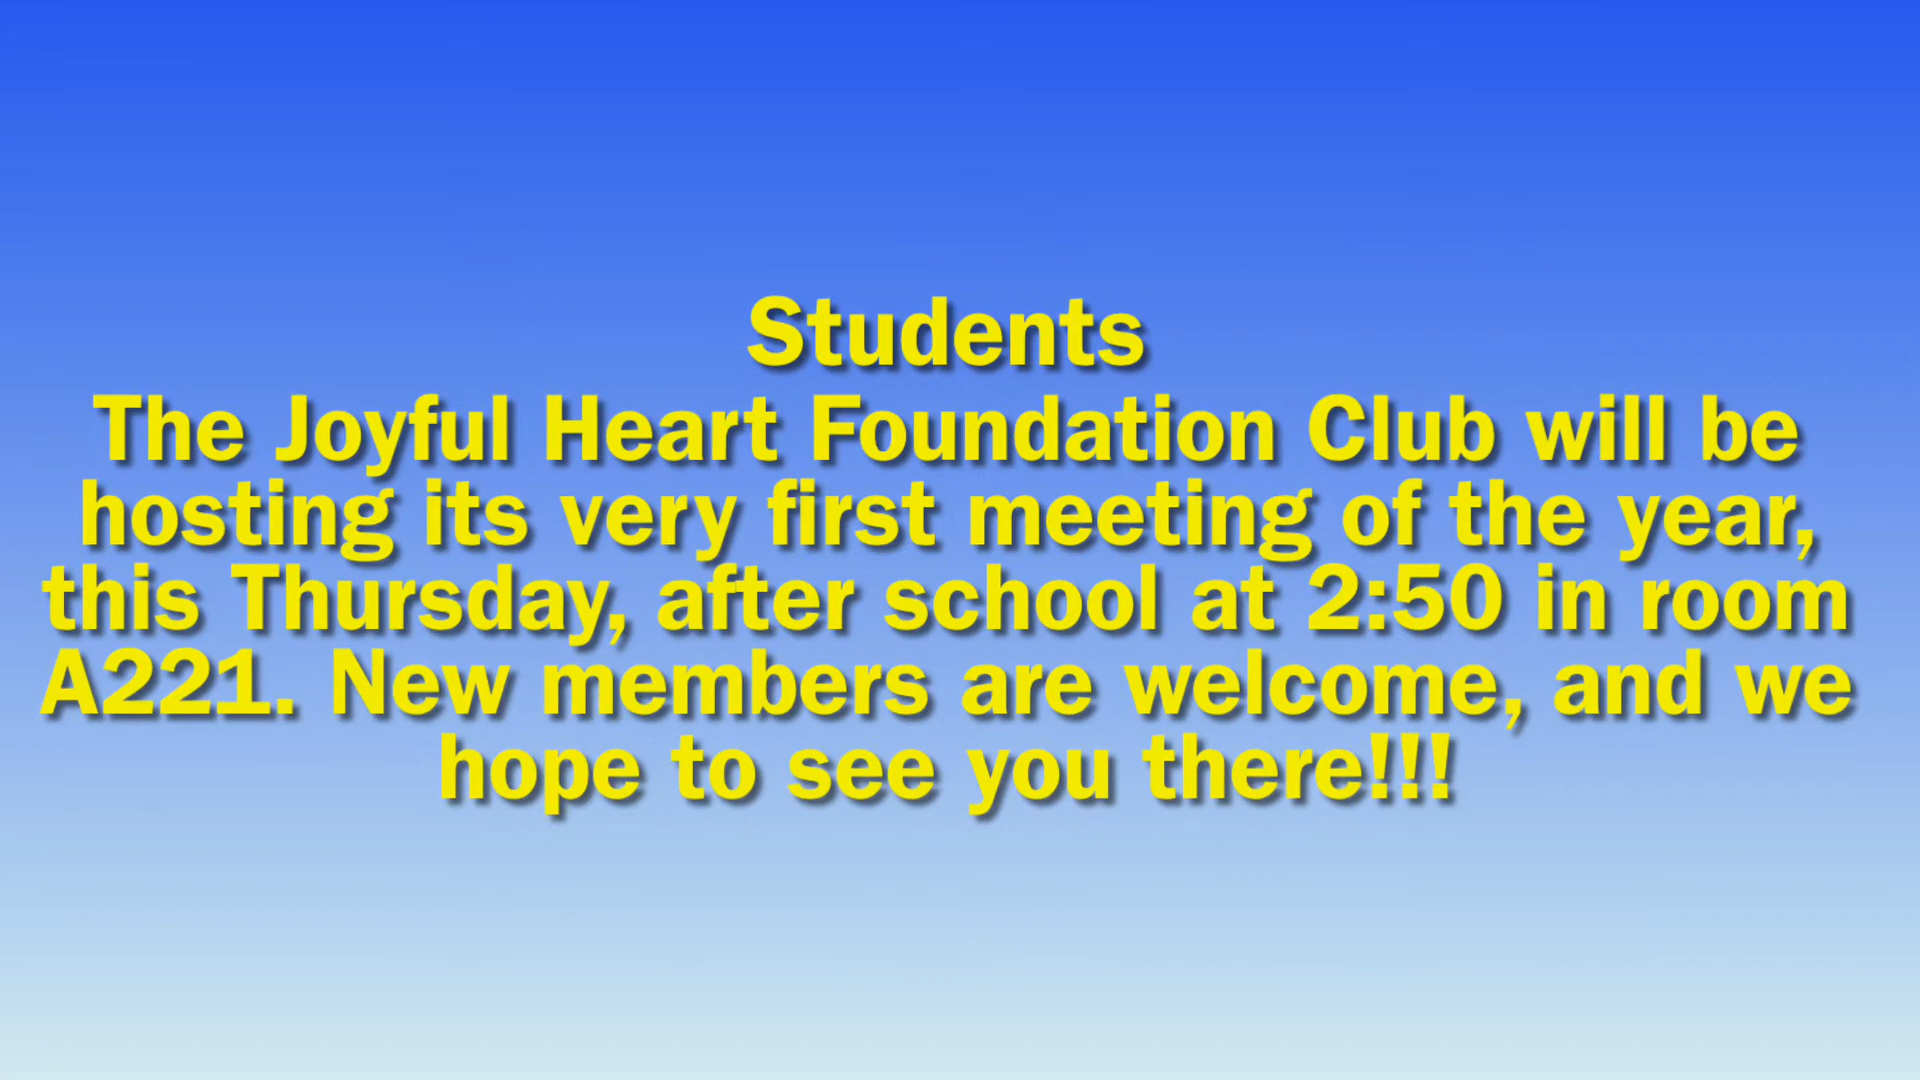 Students
The Joyful Heart Foundation Club will be
hosting its very first meeting of the year,
this Thursday, after school at 2:50 in room
A221. New members are welcome, and we
hope to see you there!!!